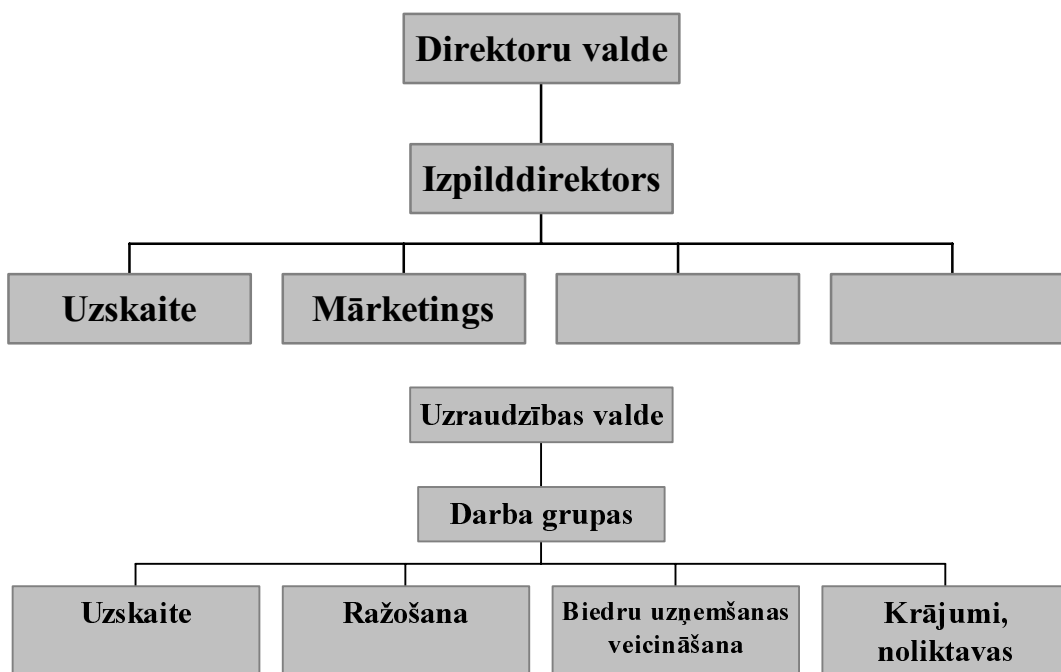 Direktoru valde
Izpilddirektors
Uzskaite
Mārketings
Uzraudzības valde
Darba grupas
Uzskaite
Ražošana
Biedru uzņemšanas
veicināšana
Krājumi,
noliktavas